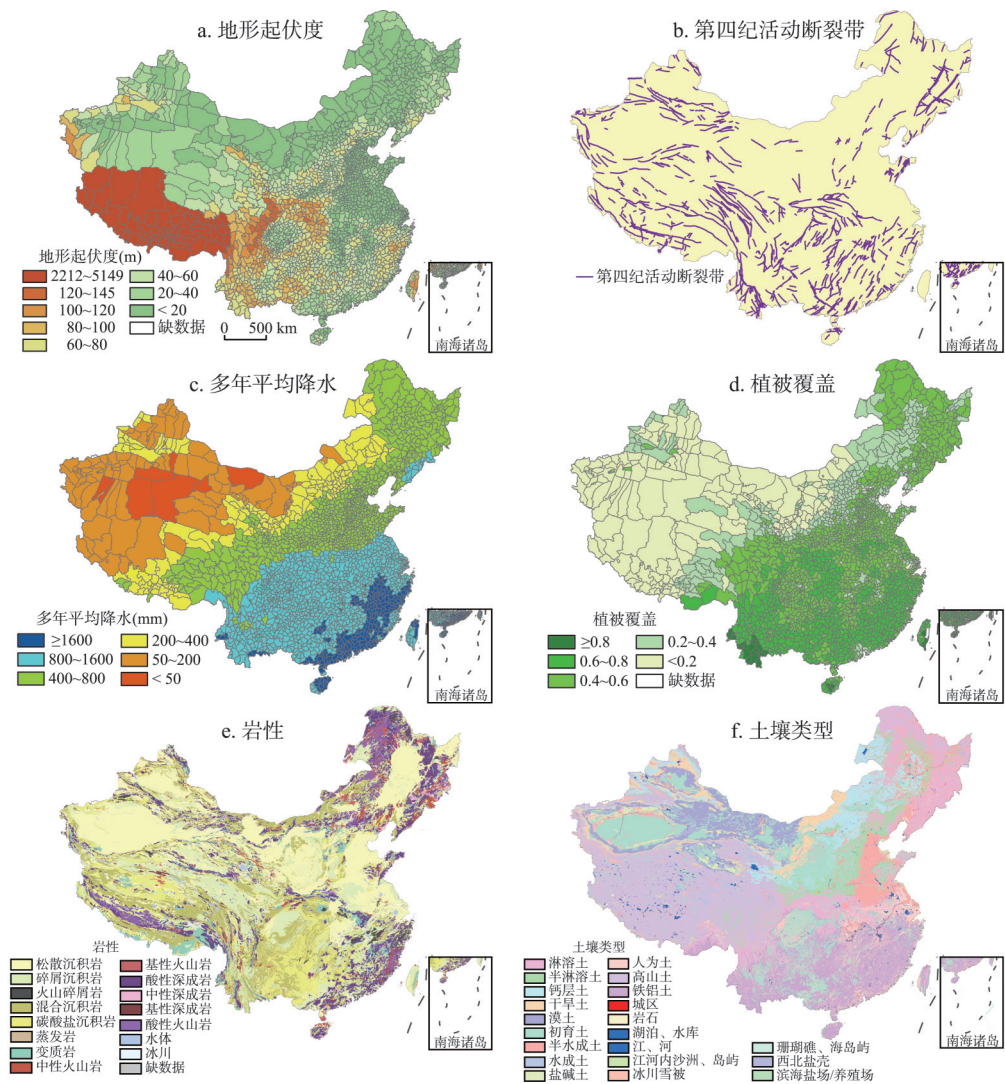 a. 地形起伏度
地形起伏度(m)
2212~5149
120~145
100~120
80~100
60~80
40~60
20~40
< 20
缺数据
0 500 km
南海诸岛
b. 第四纪活动断裂带
第四纪活动断裂带
南海诸岛
c. 多年平均降水
多年平均降水(mm)
≥1600
800~1600
400~800
200~400
50~200
< 50
南海诸岛
d. 植被覆盖
植被覆盖
≥0.8
0.6~0.8
0.4~0.6
0.2~0.4
<0.2
缺数据
南海诸岛
e. 岩性
岩性
松散沉积岩
碎屑沉积岩
火山碎屑岩
混合沉积岩
碳酸盐沉积岩
蒸发岩
变质岩
中性火山岩
基性火山岩
酸性深成岩
中性深成岩
基性深成岩
酸性火山岩
水体
冰川
缺数据
南海诸岛
f. 土壤类型
土壤类型
淋溶土
半淋溶土
钙层土
干旱土
漠土
初育土
半水成土
水成土
盐碱土
人为土
高山土
铁铝土
城区
岩石
湖泊、水库
江、河
江河内沙洲、岛屿
冰川雪被
珊瑚礁、海岛屿
西北盐壳
滨海盐场/养殖场
南海诸岛